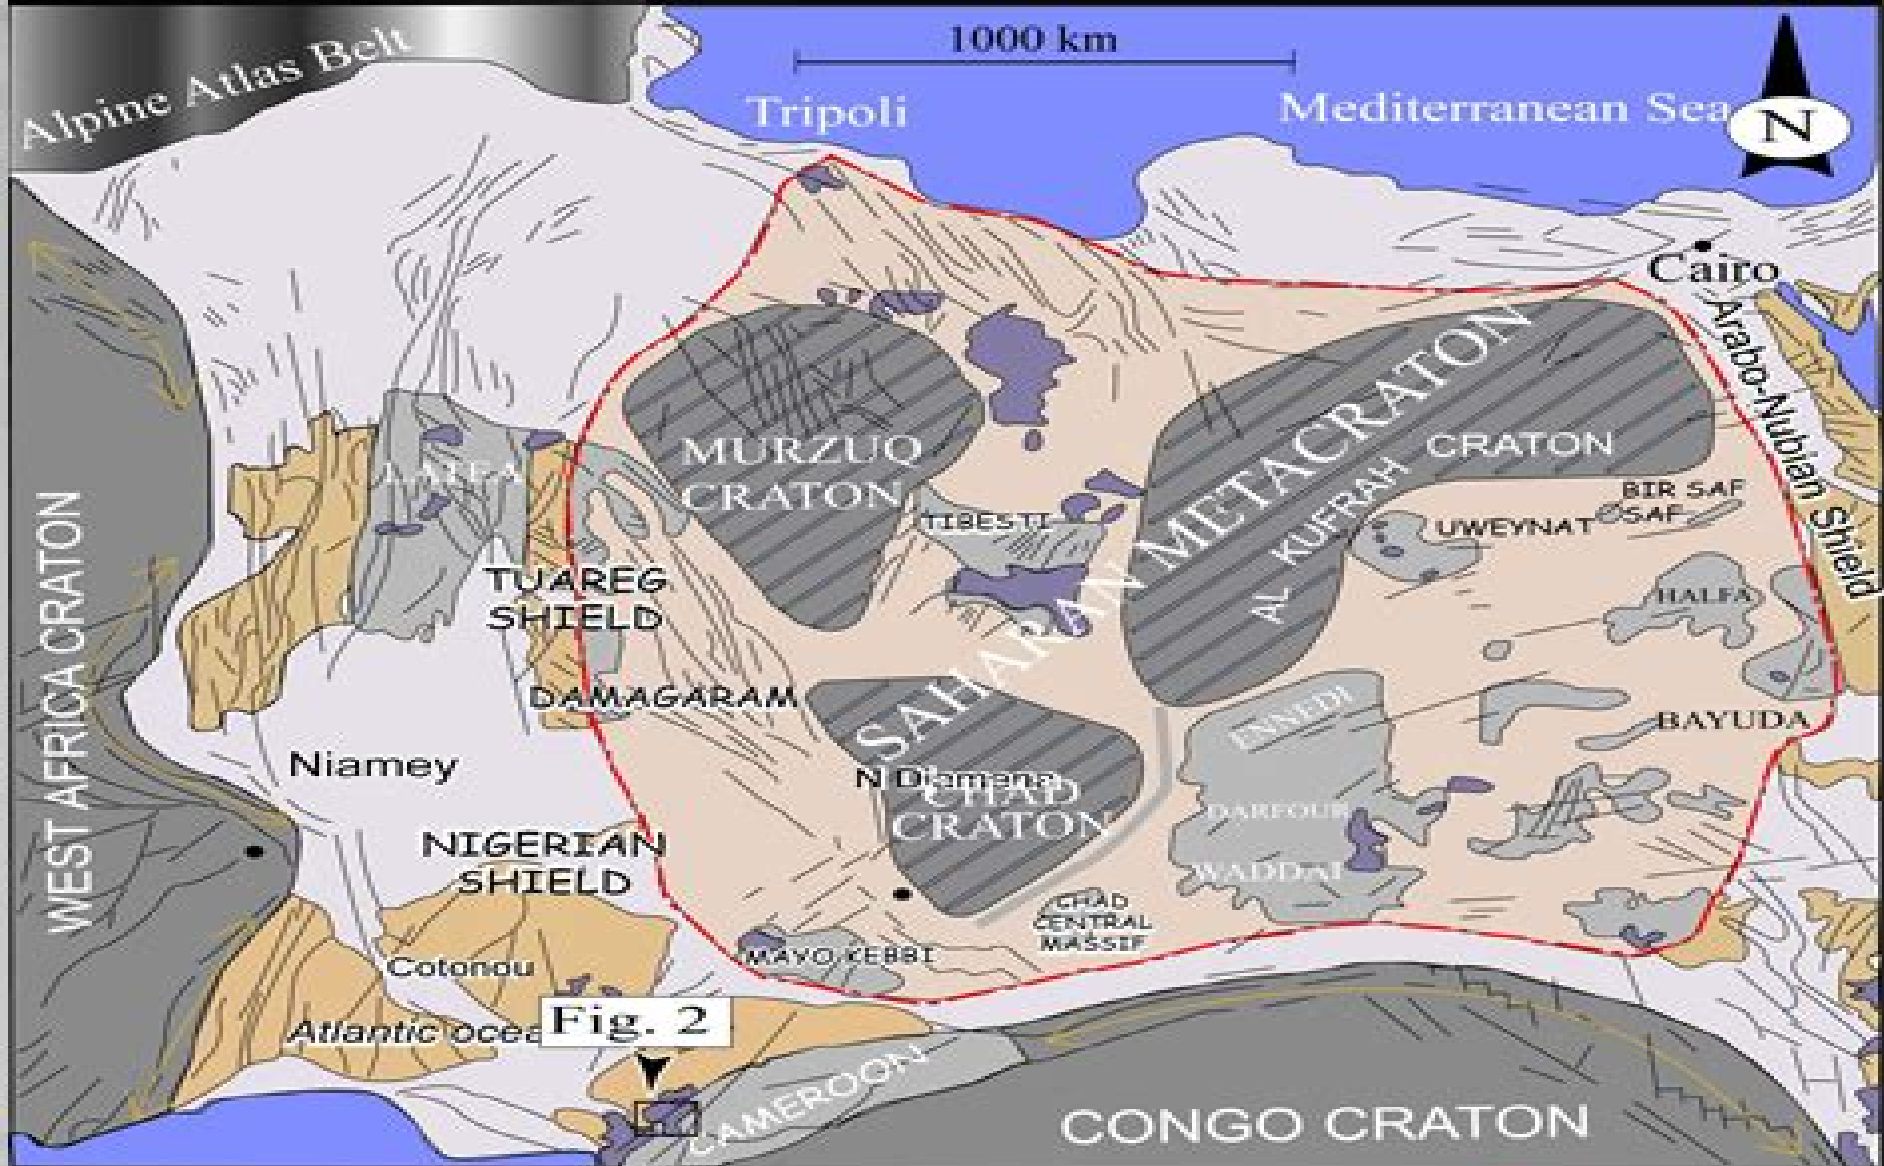 Alpine Atlas Belt
1000 km
Tripoli
Mediterranean Sea
N
Cairo
Arabo-Nubian Shield
WEST AFRICA CRATON
MURZUQ
CRATON
SAHARAN METACRATON
AL KUFRAH
CRATON
TIBESTI
BIR SAF
SAF
UWEYNAT
HALFA
TUAREG
SHIELD
DAMAGARAM
ENNEDI
BAYUDA
Niamey
N Djamena
CHAD
CRATON
DARFOUR
NIGERIAN
SHIELD
WADDAI
CHAD
CENTRAL
MASSIF
MAYO KEBBI
Cotonou
Atlantic ocea
Fig. 2
CAMEROON
CONGO CRATON